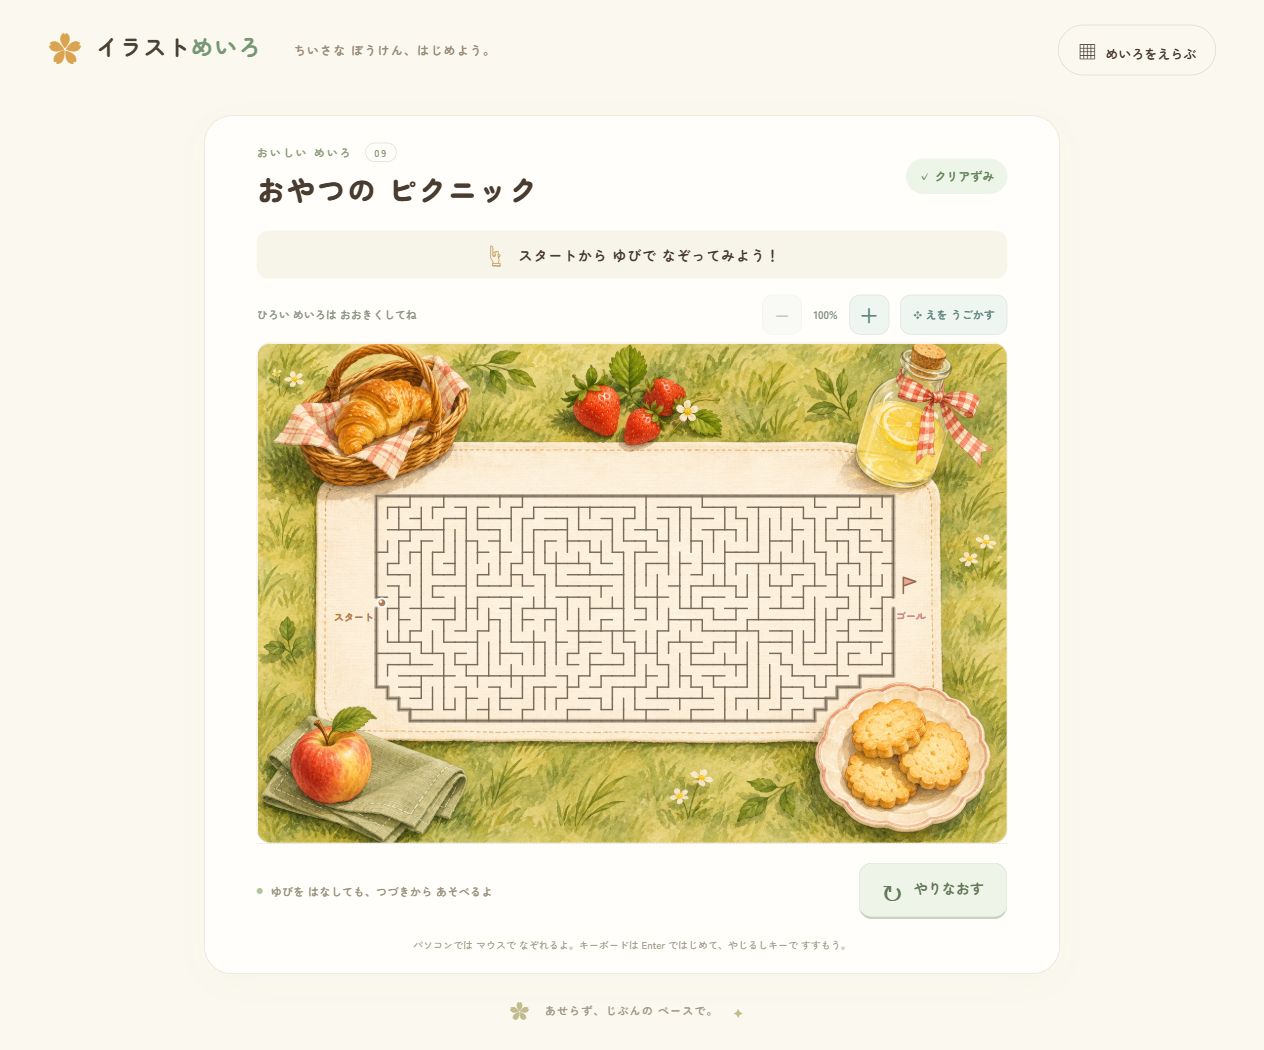 イラストめいろ
ちいさな ぼうけん、はじめよう。
めいろをえらぶ
おいしい めいろ 09
おやつの ピクニック
✓ クリアずみ
スタートから ゆびで なぞってみよう！
ひろい めいろは おおきくしてね
− 100% +
えを うごかす
スタート
ゴール
ゆびを はなしても、つづきから あそべるよ
↻ やりなおす
パソコンでは マウスで なぞれるよ。キーボードは Enter ではじめて、やじるしキーで すすもう。
あせらず、じぶんの ペースで。